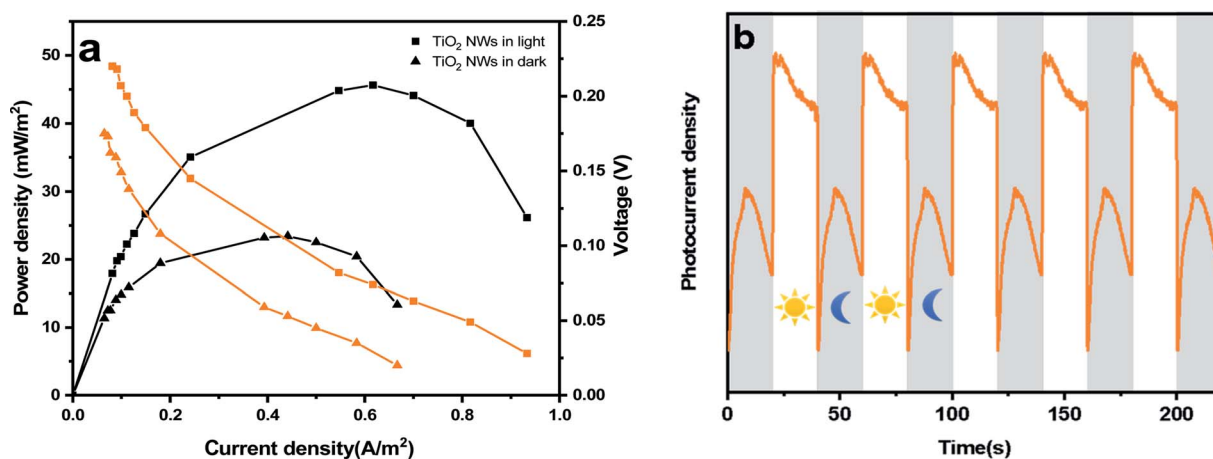 a
TiO₂ NWs in light
TiO₂ NWs in dark
Power density (mW/m²)
50
40
30
20
10
0
0.0
0.2
0.4
0.6
0.8
1.0
Current density(A/m²)
0.25
0.20
0.15
0.10
0.05
0.00
Voltage (V)
b
Photocurrent density
0
50
100
150
200
Time(s)